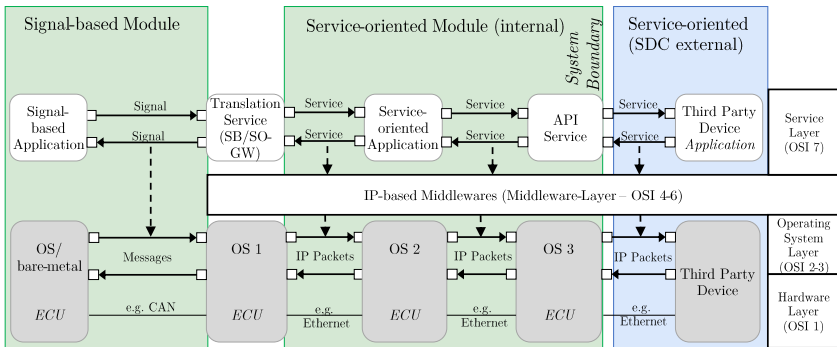 Signal-based Module
Service-oriented Module (internal)
System
Boundary
Service-oriented
(SDC external)
Signal-
based
Application
Signal
Signal
Translation
Service
(SB/SO-
GW)
Service
Service
Service-
oriented
Application
Service
Service
API
Service
Service
Service
Third Party
Device
Application
Service
Layer
(OSI 7)
IP-based Middlewares (Middleware-Layer – OSI 4-6)
OS/
bare-metal
ECU
Messages
e.g. CAN
OS 1
ECU
IP Packets
e.g.
Ethernet
OS 2
ECU
IP Packets
e.g.
Ethernet
OS 3
ECU
IP Packets
e.g.
Ethernet
Third Party
Device
Operating
System
Layer
(OSI 2-3)
Hardware
Layer
(OSI 1)